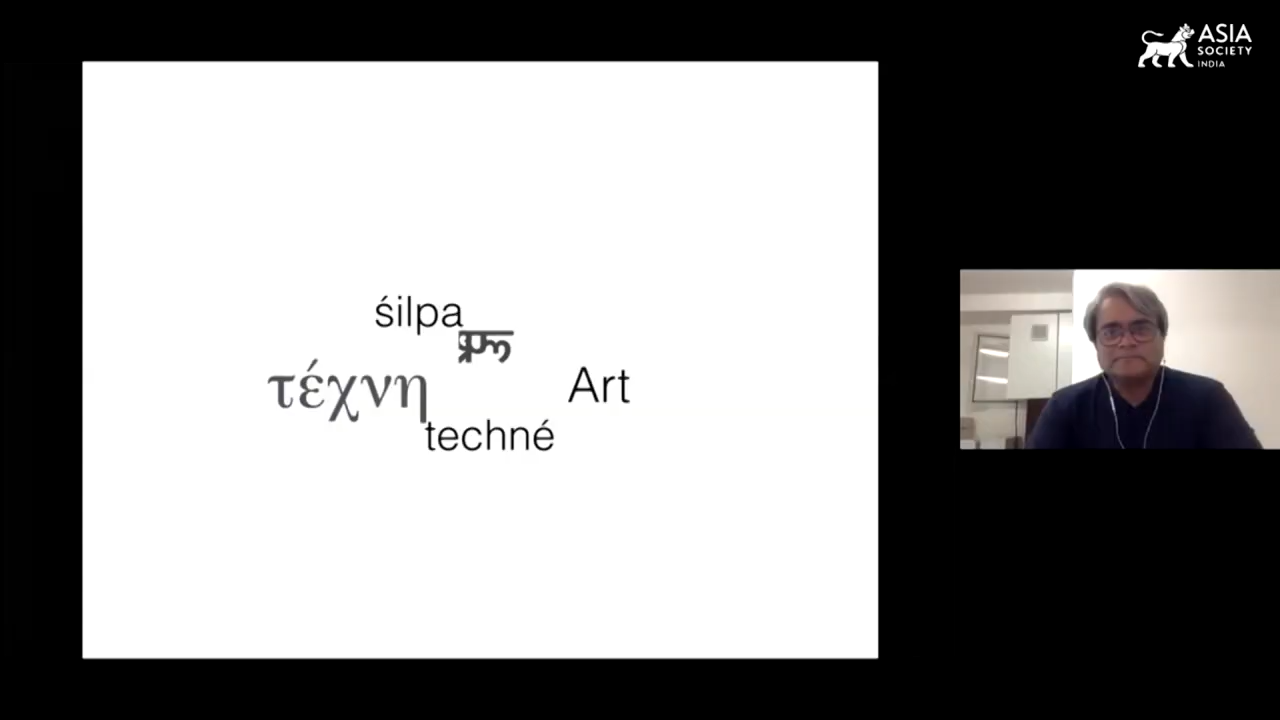 ASIA
SOCIETY
INDIA
śilpa
τέχνη
Art
techné